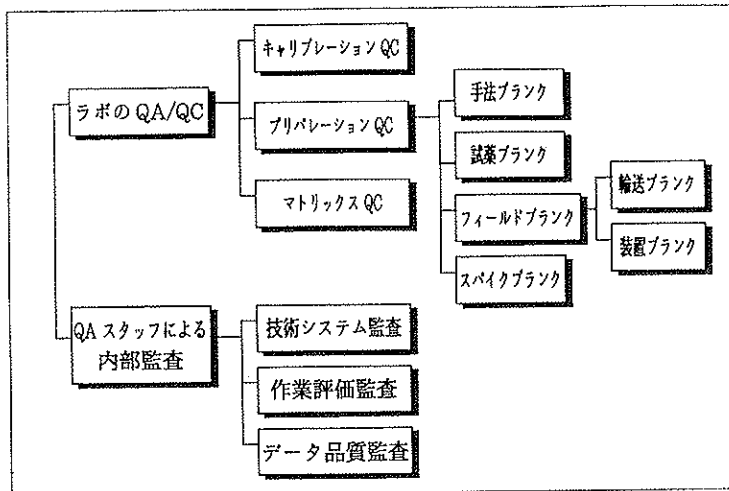 キャリブレーションQC
ラボのQA/QC
プリパレーションQC
マトリックスQC
手法ブランク
試薬ブランク
フィールドブランク
スパイクブランク
輸送ブランク
装置ブランク
QAスタッフによる
内部監査
技術システム監査
作業評価監査
データ品質監査